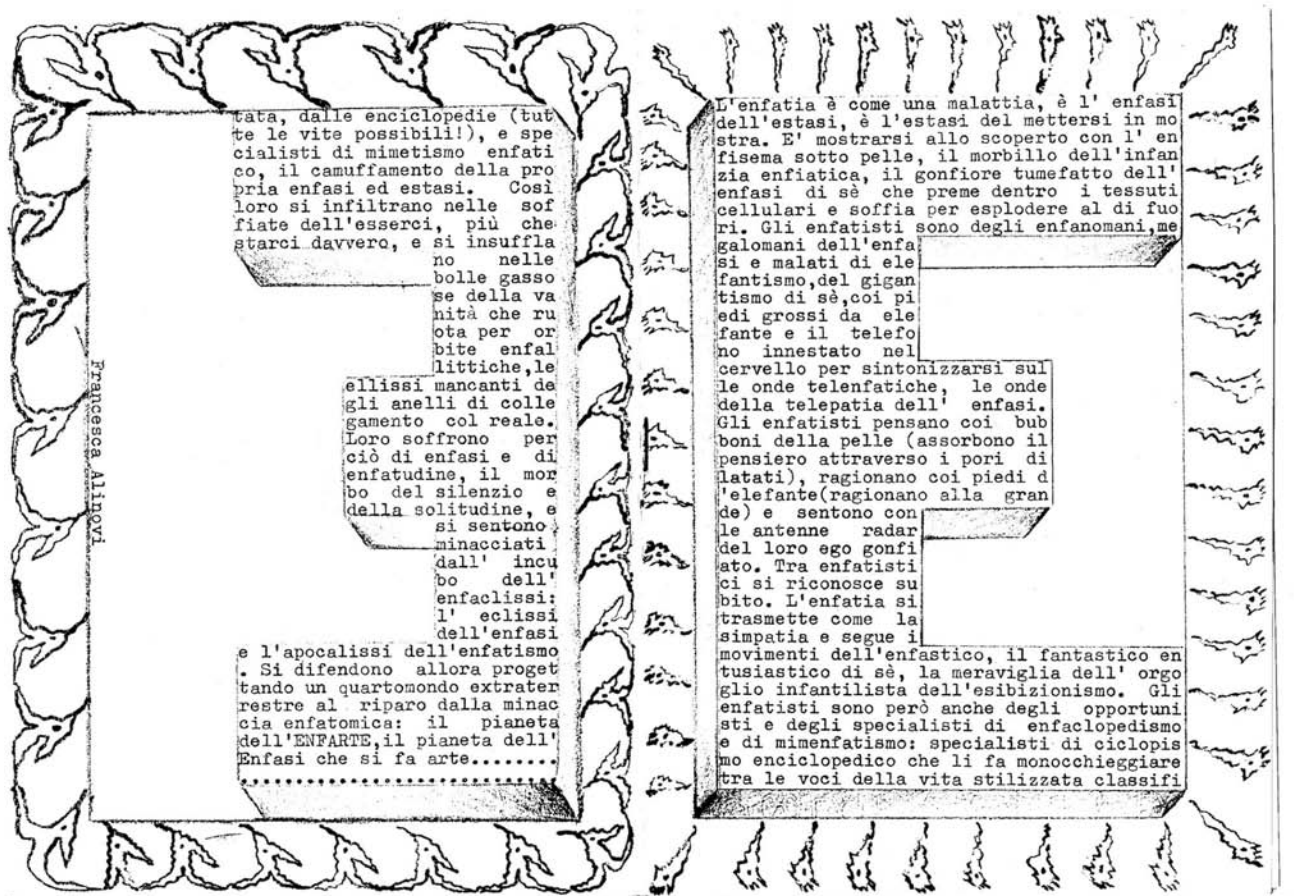 L'enfatia è come una malattia, è l' enfasi
dell'estasi, è l'estasi del mettersi in mo
stra. E' mostrarsi allo scoperto con l' en
fisema sotto pelle, il morbillo dell'infan
zia enfiatica, il gonfiore tumefatto dell'
enfasi di sè che preme dentro i tessuti
cellulari e soffia per esplodere al di fuo
ri. Gli enfatisti sono degli enfanomani,me
galomani dell'enfa
si e malati di ele
fantismo,del gigan
tismo di sè,coi pi
edi grossi da ele
fante e il telefo
no innestato nel
cervello per sintonizzarsi sul
le onde telenfatiche, le onde
della telepatia dell' enfasi.
Gli enfatisti pensano coi bub
boni della pelle (assorbono il
pensiero attraverso i pori di
latati), ragionano coi piedi d
'elefante(ragionano alla gran
de) e sentono con
le antenne radar
del loro ego gonfi
ato. Tra enfatisti
ci si riconosce su
bito. L'enfatia si
trasmette come la
simpatia e segue i
movimenti dell'enfastico, il fantastico en
tusiastico di sè, la meraviglia dell' orgo
glio infantilista dell'esibizionismo. Gli
enfatisti sono però anche degli opportuni
sti e degli specialisti di enfaclopedismo
e di mimenfatismo: specialisti di ciclopis
mo enciclopedico che li fa monocchieggiare
tra le voci della vita stilizzata classifi
tata, dalle enciclopedie (tut
te le vite possibili!), e spe
cialisti di mimetismo enfati
co, il camuffamento della pro
pria enfasi ed estasi. Così
loro si infiltrano nelle sof
fiate dell'esserci, più che
starci davvero, e si insuffla
no nelle
bolle gasso
se della va
nità che ru
ota per or
bite enfal
littiche,le
ellissi mancanti de
gli anelli di colle
gamento col reale.
Loro soffrono per
ciò di enfasi e di
enfatudine, il mor
bo del silenzio e
della solitudine, e
si sentono
minacciati
dall' incu
bo dell'
enfaclissi:
l' eclissi
dell'enfasi
e l'apocalissi dell'enfatismo
. Si difendono allora proget
tando un quartomondo extrater
restre al riparo dalla minac
cia enfatomica: il pianeta
dell'ENFARTE,il pianeta dell'
Enfasi che si fa arte........
.............................
Francesca Alinovi